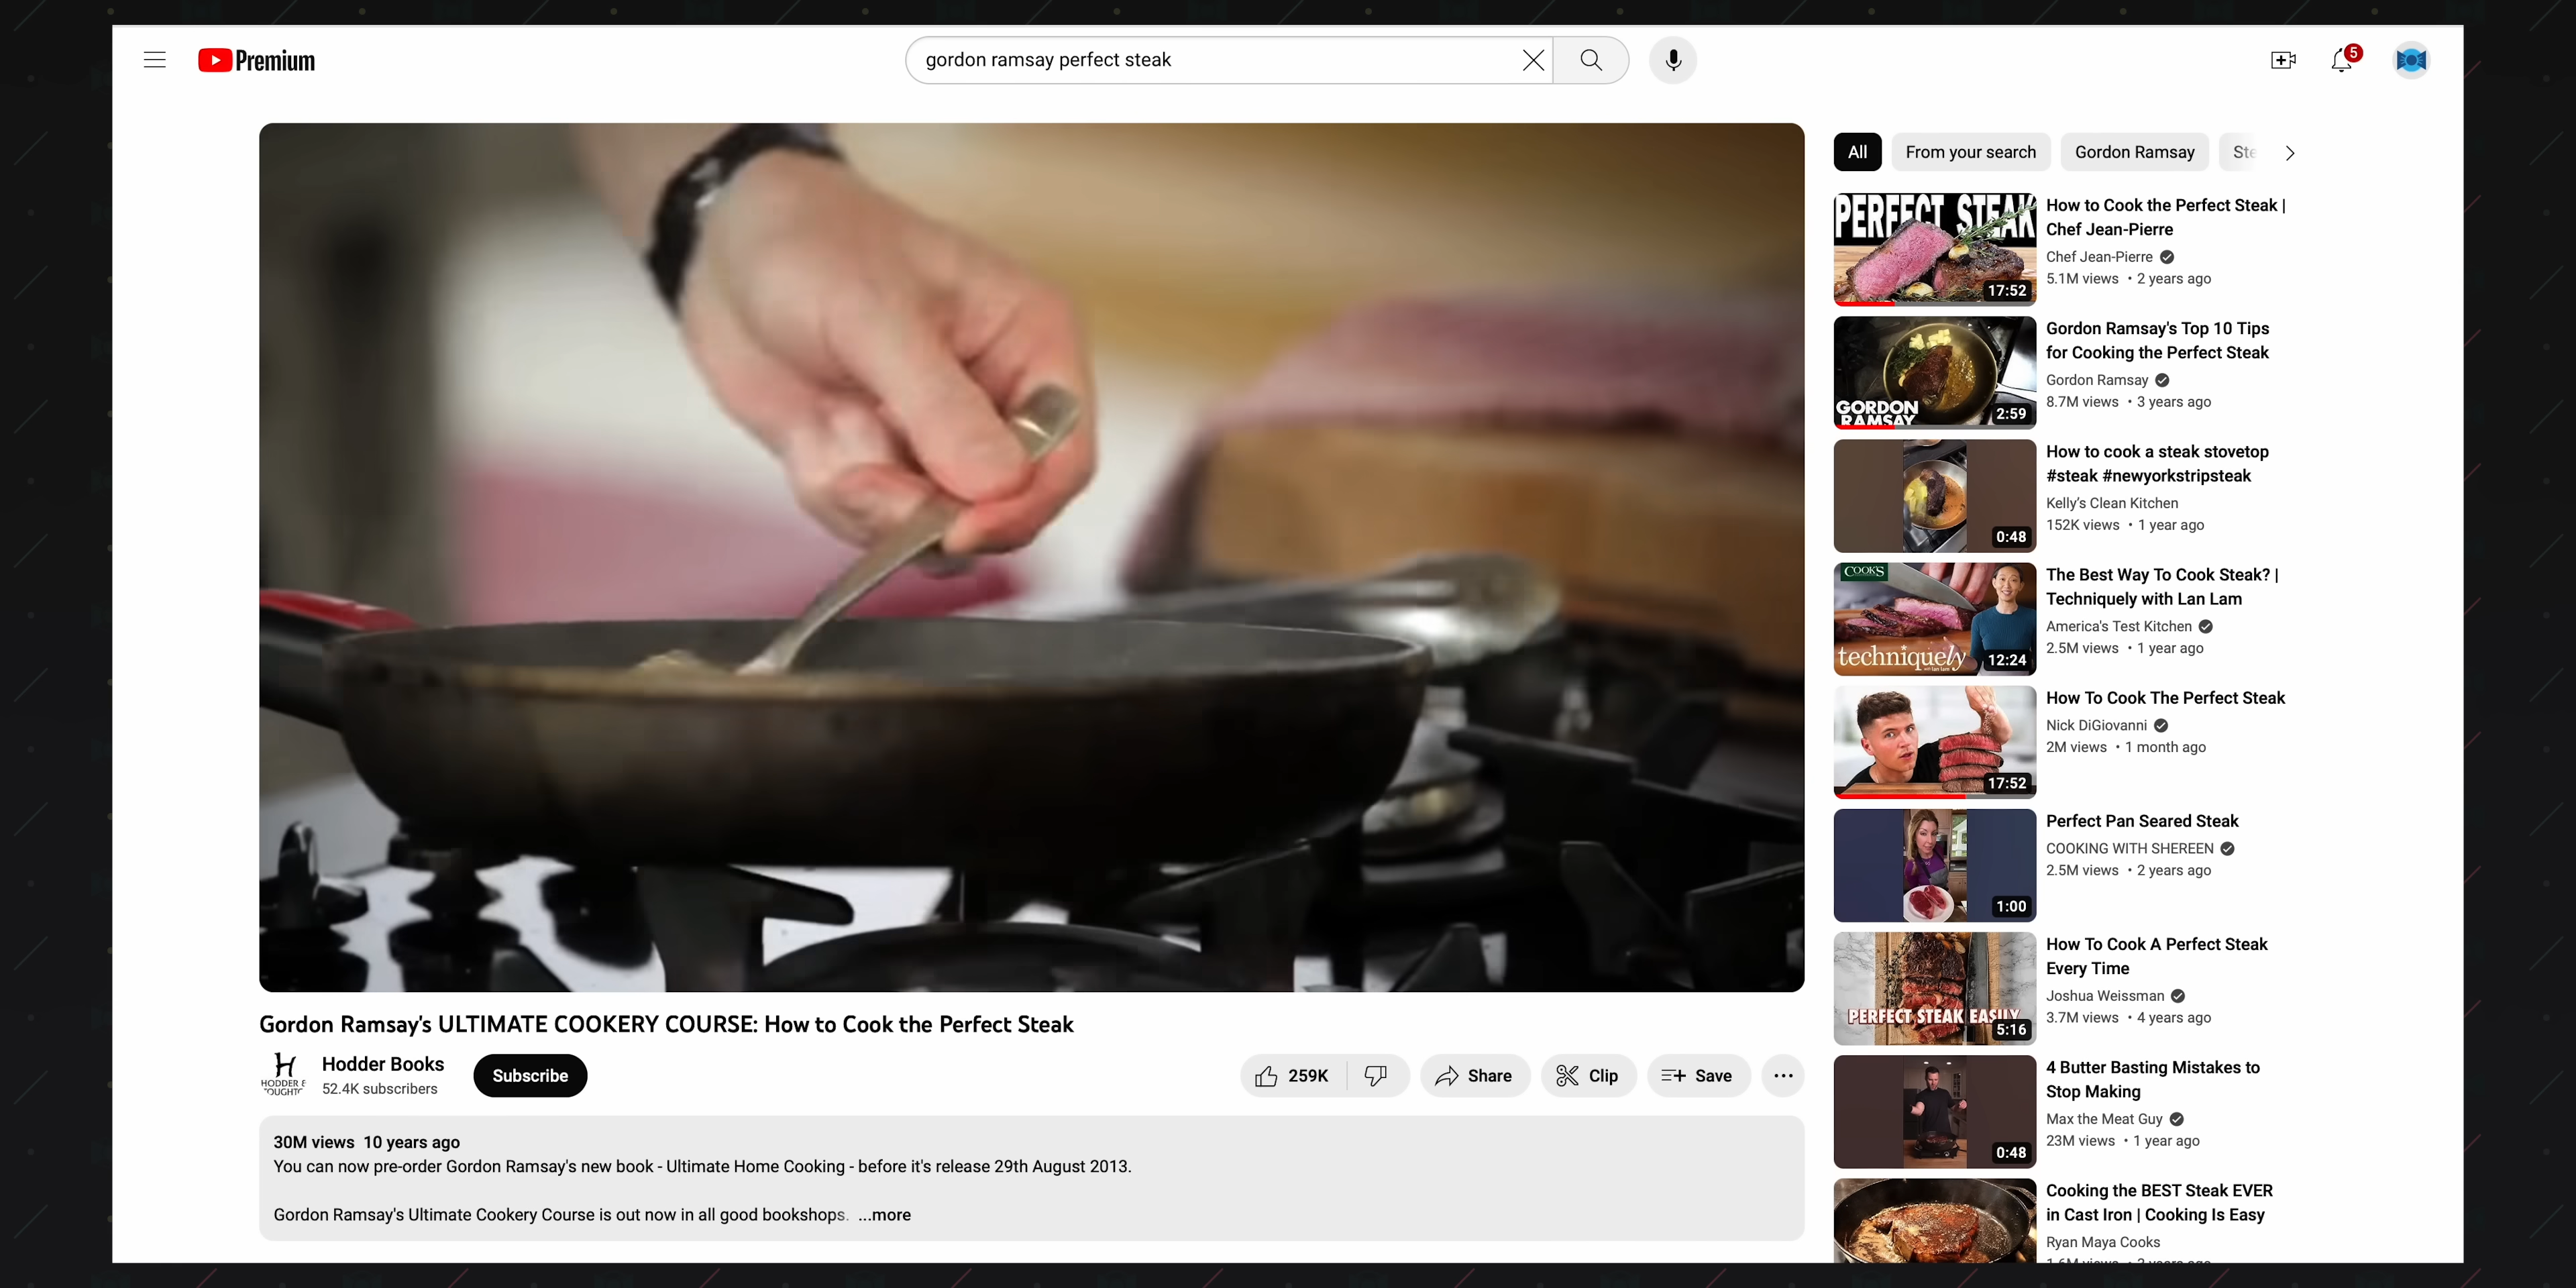 Premium
gordon ramsay perfect steak
5
All
From your search
Gordon Ramsay
PERFECT STEAK
17:52
How to Cook the Perfect Steak |
Chef Jean-Pierre
Chef Jean-Pierre
5.1M views • 2 years ago
GORDON
RAMSAY
2:59
Gordon Ramsay's Top 10 Tips
for Cooking the Perfect Steak
Gordon Ramsay
8.7M views • 3 years ago
0:48
How to cook a steak stovetop
#steak #newyorkstripsteak
Kelly's Clean Kitchen
152K views • 1 year ago
COOK'S
techniquely
12:24
The Best Way To Cook Steak? |
Techniquely with Lan Lam
America's Test Kitchen
2.5M views • 1 year ago
17:52
How To Cook The Perfect Steak
Nick DiGiovanni
2M views • 1 month ago
1:00
Perfect Pan Seared Steak
COOKING WITH SHEREEN
2.5M views • 2 years ago
PERFECT STEAK EASILY
5:16
How To Cook A Perfect Steak
Every Time
Joshua Weissman
3.7M views • 4 years ago
0:48
4 Butter Basting Mistakes to
Stop Making
Max the Meat Guy
23M views • 1 year ago
Cooking the BEST Steak EVER
in Cast Iron | Cooking Is Easy
Ryan Maya Cooks
Gordon Ramsay's ULTIMATE COOKERY COURSE: How to Cook the Perfect Steak
H
HODDER &
Hodder Books
52.4K subscribers
Subscribe
259K
Share
Clip
Save
30M views 10 years ago
You can now pre-order Gordon Ramsay's new book - Ultimate Home Cooking - before it's release 29th August 2013.
Gordon Ramsay's Ultimate Cookery Course is out now in all good bookshops. ...more